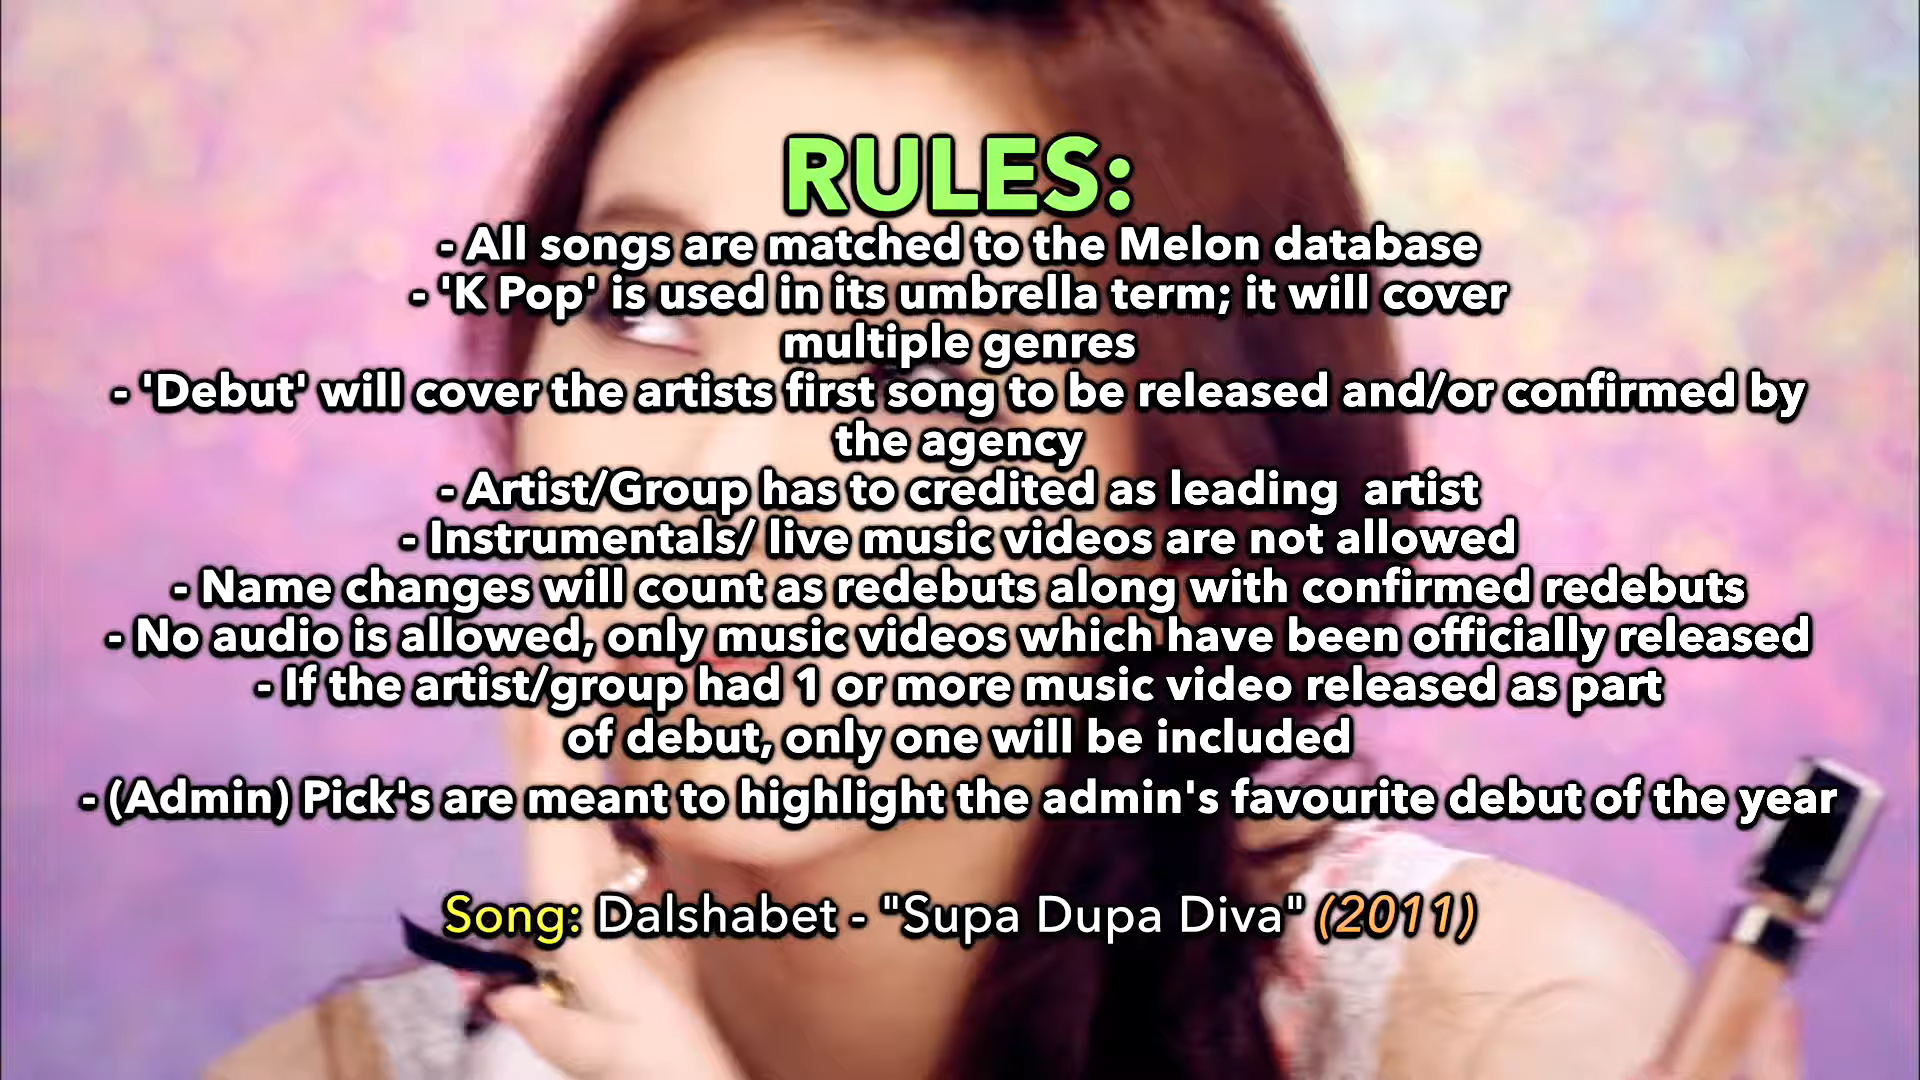 RULES:
- All songs are matched to the Melon database
- 'K Pop' is used in its umbrella term; it will cover
multiple genres
- 'Debut' will cover the artists first song to be released and/or confirmed by
the agency
- Artist/Group has to credited as leading  artist
- Instrumentals/ live music videos are not allowed
- Name changes will count as redebuts along with confirmed redebuts
- No audio is allowed, only music videos which have been officially released
- If the artist/group had 1 or more music video released as part
of debut, only one will be included
- (Admin) Pick's are meant to highlight the admin's favourite debut of the year
Song: Dalshabet - "Supa Dupa Diva" (2011)